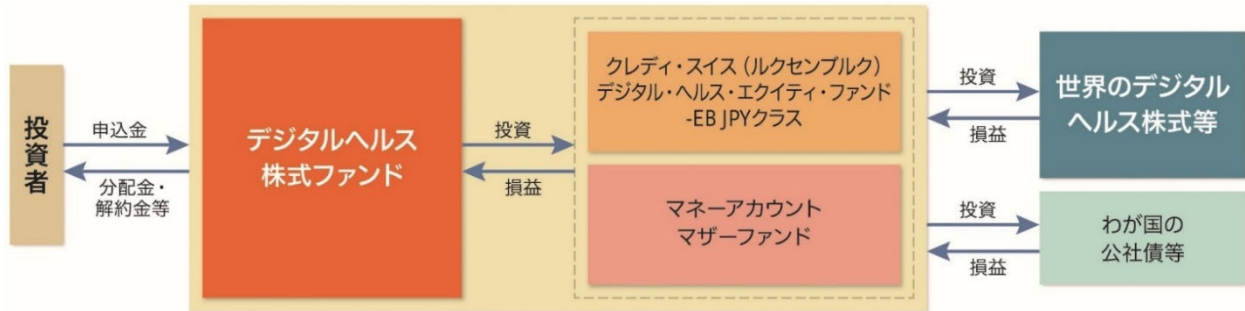 投資者
申込金
分配金・
解約金等
デジタルヘルス
株式ファンド
投資
損益
クレディ・スイス(ルクセンブルク)
デジタル・ヘルス・エクイティ・ファンド
-EB JPYクラス
マネーアカウント
マザーファンド
投資
損益
世界のデジタル
ヘルス株式等
投資
損益
わが国の
公社債等